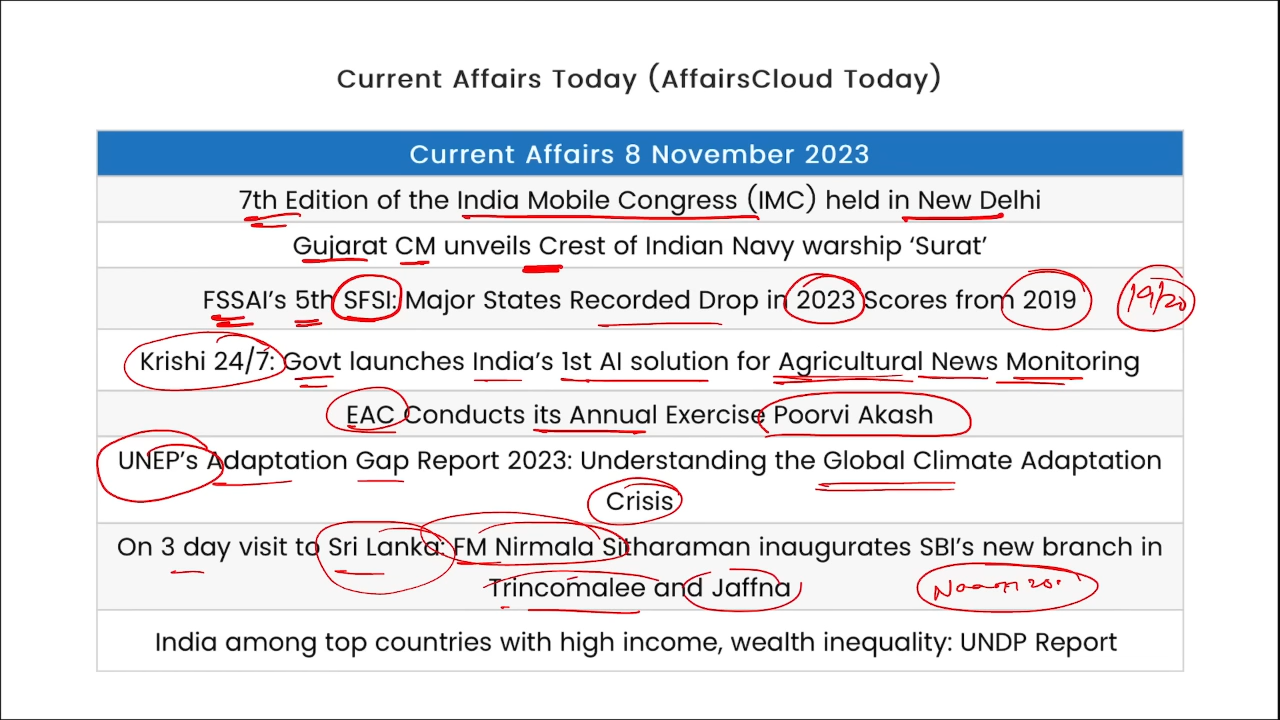 Current Affairs Today (AffairsCloud Today)
Current Affairs 8 November 2023
7th Edition of the India Mobile Congress (IMC) held in New Delhi
Gujarat CM unveils Crest of Indian Navy warship ‘Surat’
FSSAI’s 5th SFSI: Major States Recorded Drop in 2023 Scores from 2019
19/20
Krishi 24/7: Govt launches India’s 1st AI solution for Agricultural News Monitoring
EAC Conducts its Annual Exercise Poorvi Akash
UNEP’s Adaptation Gap Report 2023: Understanding the Global Climate Adaptation
Crisis
On 3 day visit to Sri Lanka: FM Nirmala Sitharaman inaugurates SBI’s new branch in
Trincomalee and Jaffna
India among top countries with high income, wealth inequality: UNDP Report